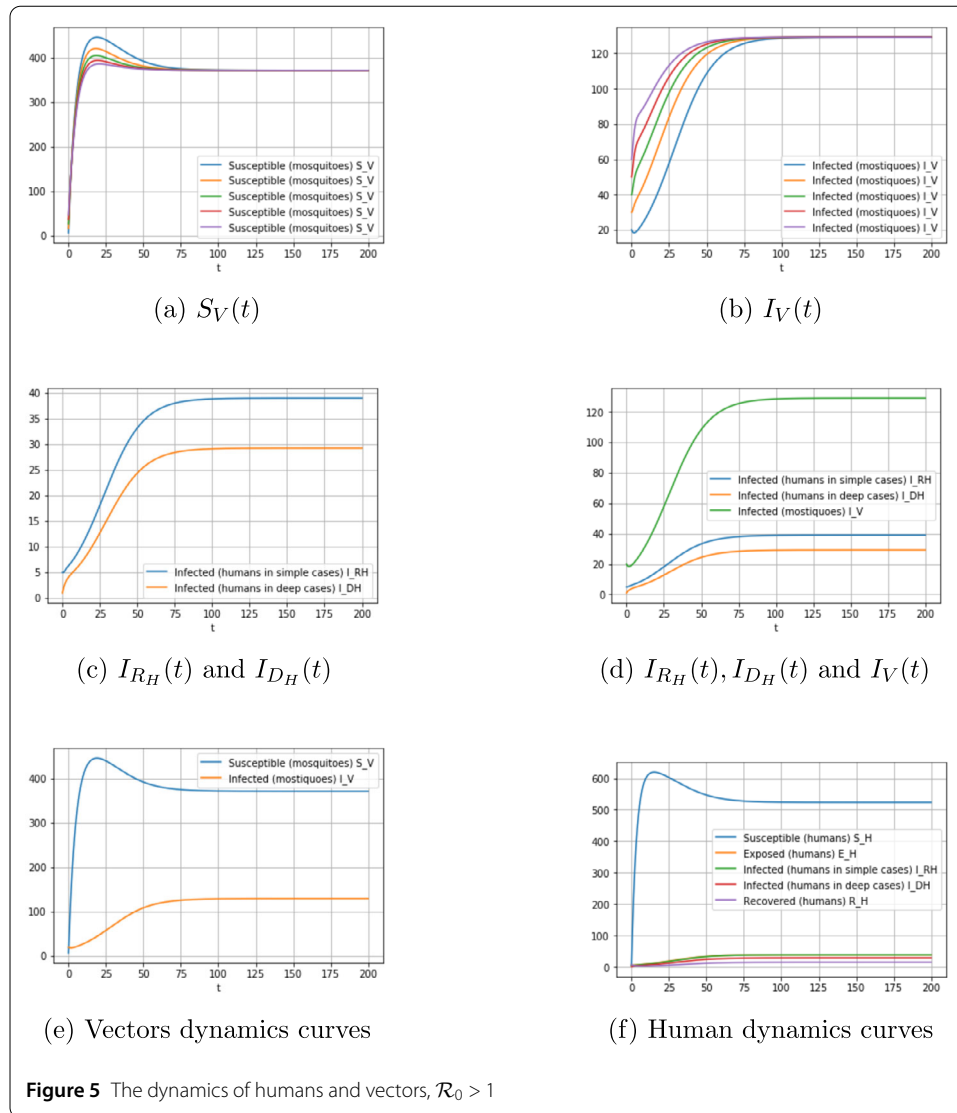 400
300
200
100
0
Susceptible (mosquitoes) S_V
Susceptible (mosquitoes) S_V
Susceptible (mosquitoes) S_V
Susceptible (mosquitoes) S_V
Susceptible (mosquitoes) S_V
0 25 50 75 100 125 150 175 200
t
(a) S_V(t)
120
100
80
60
40
20
Infected (mostiquoes) I_V
Infected (mostiquoes) I_V
Infected (mostiquoes) I_V
Infected (mostiquoes) I_V
Infected (mostiquoes) I_V
0 25 50 75 100 125 150 175 200
t
(b) I_V(t)
40
35
30
25
20
15
10
5
0
Infected (humans in simple cases) I_RH
Infected (humans in deep cases) I_DH
0 25 50 75 100 125 150 175 200
t
(c) I_{R_H}(t) and I_{D_H}(t)
120
100
80
60
40
20
0
Infected (humans in simple cases) I_RH
Infected (humans in deep cases) I_DH
Infected (mostiquoes) I_V
0 25 50 75 100 125 150 175 200
t
(d) I_{R_H}(t), I_{D_H}(t) and I_V(t)
400
300
200
100
0
Susceptible (mosquitoes) S_V
Infected (mostiquoes) I_V
0 25 50 75 100 125 150 175 200
t
(e) Vectors dynamics curves
600
500
400
300
200
100
0
Susceptible (humans) S_H
Exposed (humans) E_H
Infected (humans in simple cases) I_RH
Infected (humans in deep cases) I_DH
Recovered (humans) R_H
0 25 50 75 100 125 150 175 200
t
(f) Human dynamics curves
Figure 5 The dynamics of humans and vectors, ℛ₀ > 1